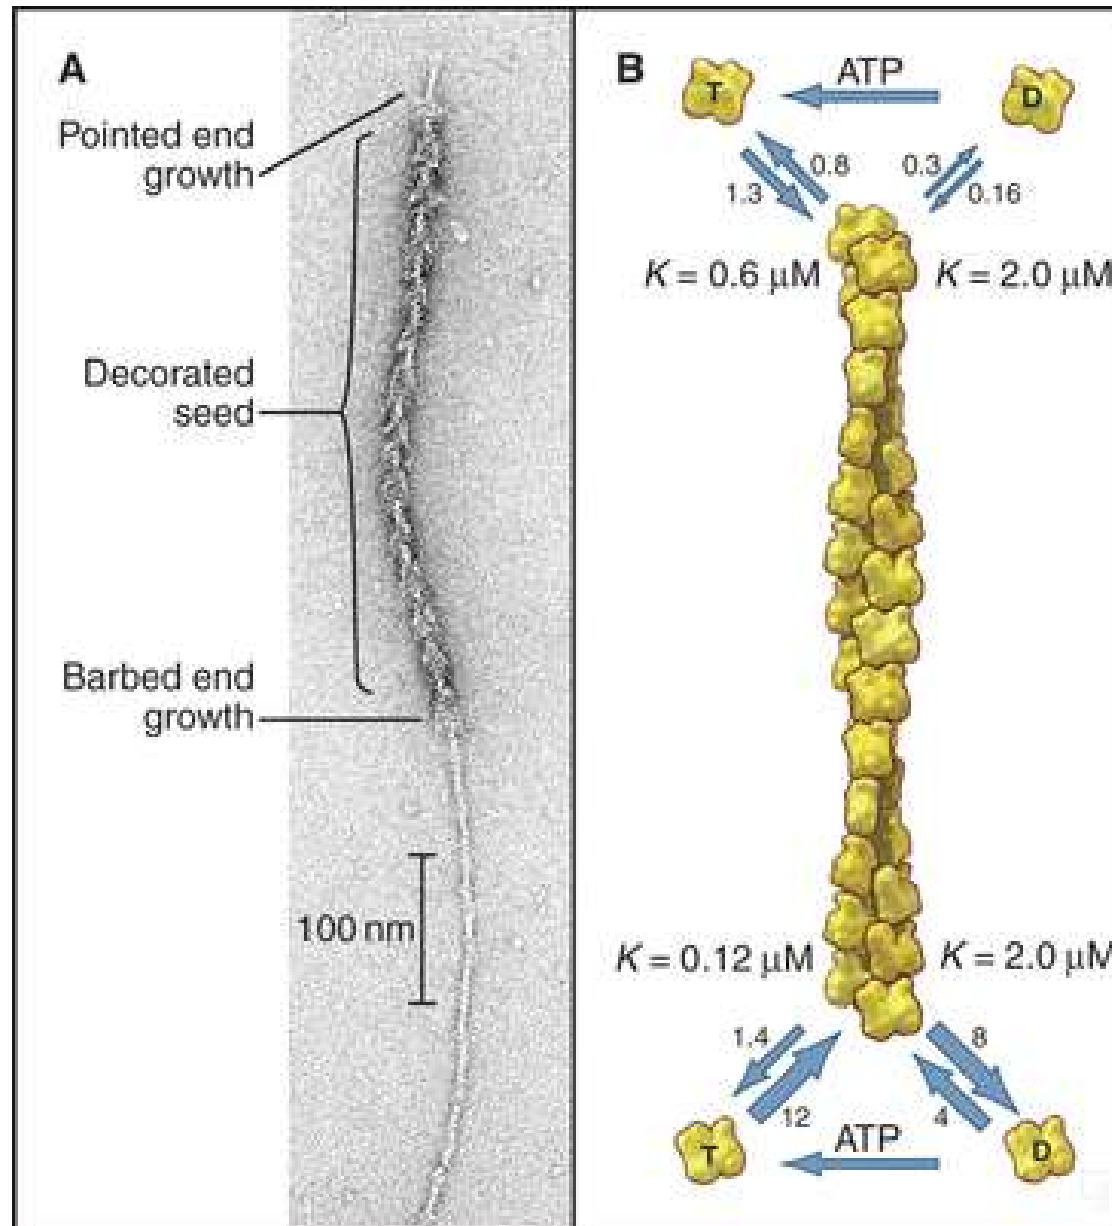 A
Pointed end
growth
Decorated
seed
Barbed end
growth
100 nm
B
T
ATP
D
1.3
0.8
0.3
0.16
K = 0.6 μM
K = 2.0 μM
K = 0.12 μM
K = 2.0 μM
1.4
12
8
4
T
ATP
D